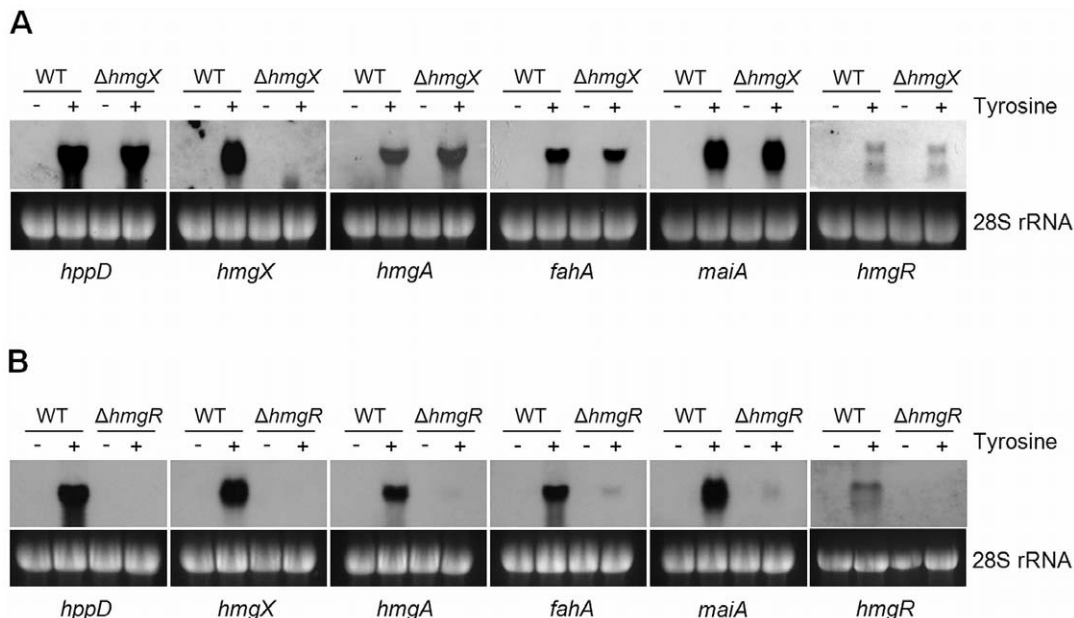 A
WT ΔhmgX WT ΔhmgX WT ΔhmgX WT ΔhmgX WT ΔhmgX WT ΔhmgX
- + - + - + - + - + - + - + - + - + - + - + - + Tyrosine
28S rRNA
hppD hmgX hmgA fahA maiA hmgR
B
WT ΔhmgR WT ΔhmgR WT ΔhmgR WT ΔhmgR WT ΔhmgR WT ΔhmgR
- + - + - + - + - + - + - + - + - + - + - + - + Tyrosine
28S rRNA
hppD hmgX hmgA fahA maiA hmgR